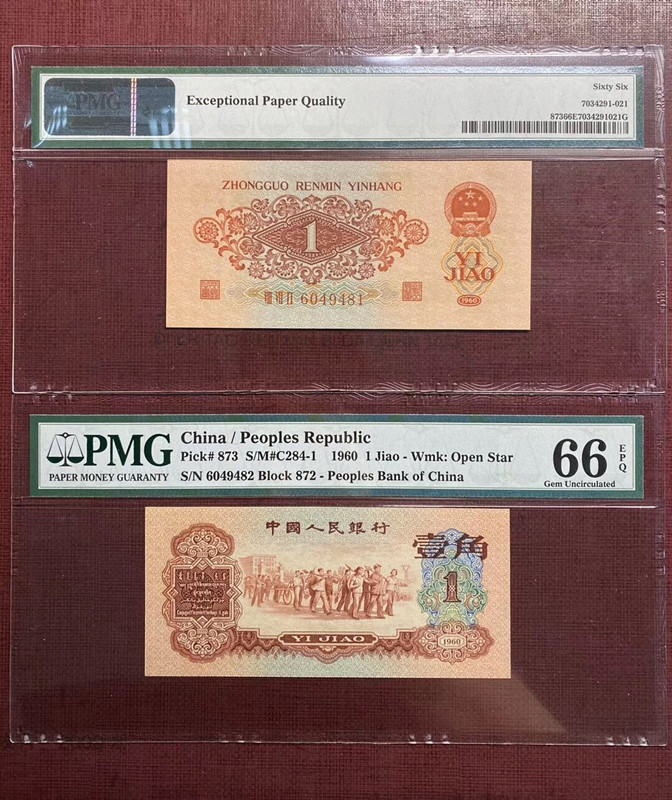 PMG
Exceptional Paper Quality
Sixty Six
7034291-021
87366E7034291021G
ZHONGGUO RENMIN YINHANG
1
YI
JIAO
1960
VIII VII II 6049481
PMG
PAPER MONEY GUARANTY
China / Peoples Republic
Pick# 873 S/M#C284-1 1960 1 Jiao - Wmk: Open Star
S/N 6049482 Block 872 - Peoples Bank of China
66
EPQ
Gem Uncirculated
中國人民銀行
壹角
1
YI JIAO
1960